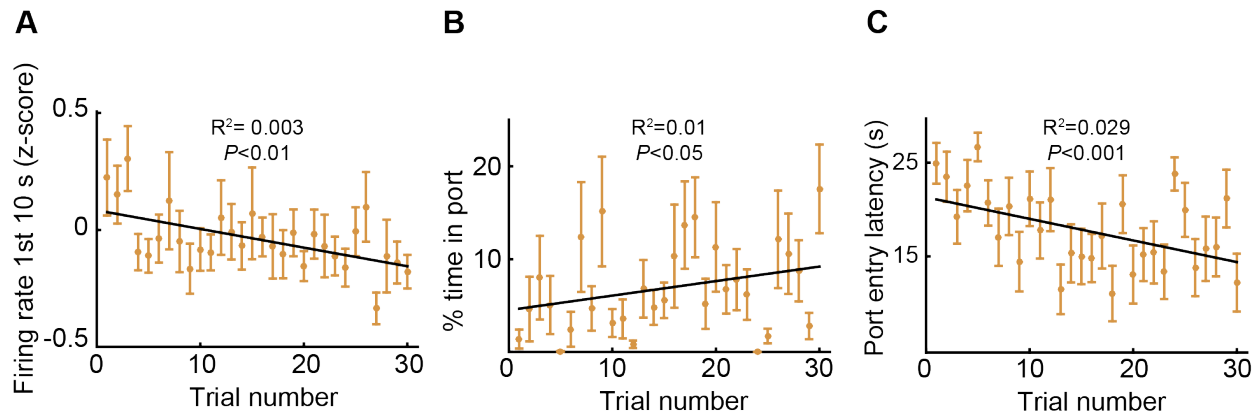 A
Firing rate 1st 10 s (z-score)
0.5
0
-0.5
R²= 0.003
P<0.01
0
10
20
30
Trial number
B
% time in port
20
10
R²=0.01
P<0.05
0
10
20
30
Trial number
C
Port entry latency (s)
25
15
R²=0.029
P<0.001
0
10
20
30
Trial number